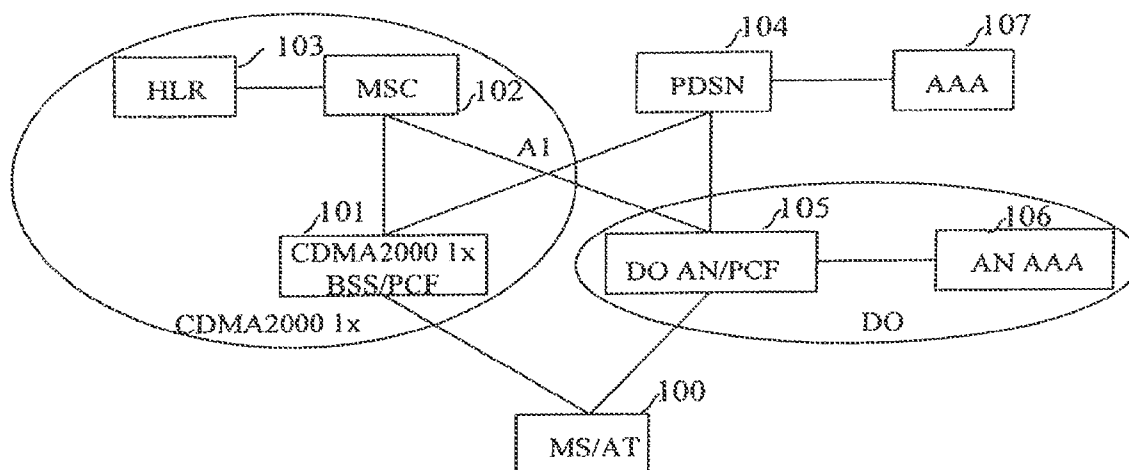 103
HLR
MSC
102
104
PDSN
107
AAA
A1
101
CDMA2000 1x
BSS/PCF
CDMA2000 1x
105
DO AN/PCF
106
AN AAA
DO
100
MS/AT